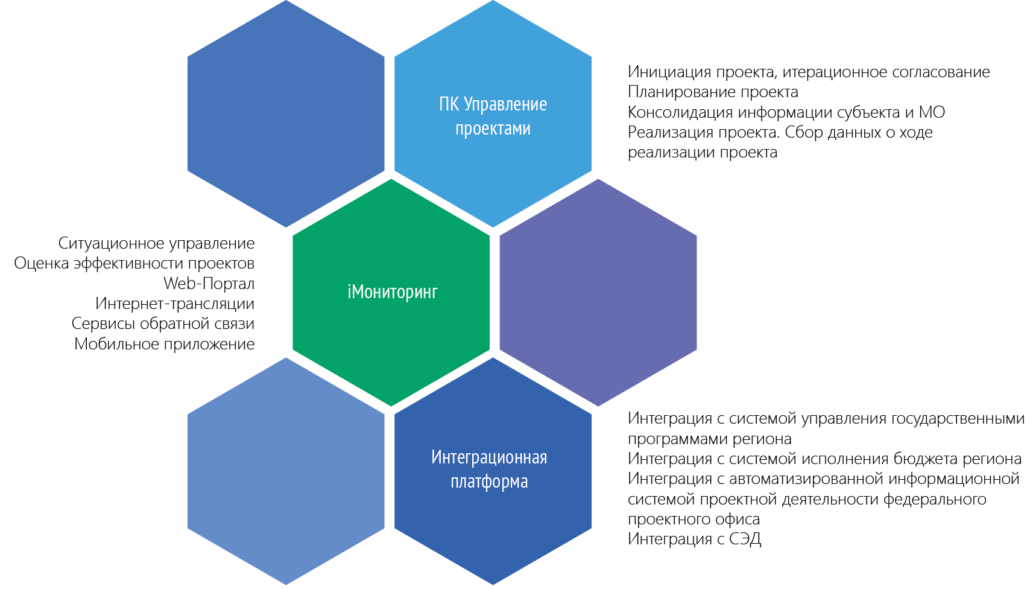 ПК Управление
проектами
Инициация проекта, итерационное согласование
Планирование проекта
Консолидация информации субъекта и МО
Реализация проекта. Сбор данных о ходе
реализации проекта
Ситуационное управление
Оценка эффективности проектов
Web-Портал
Интернет-трансляции
Сервисы обратной связи
Мобильное приложение
iМониторинг
Интеграционная
платформа
Интеграция с системой управления государственными
программами региона
Интеграция с системой исполнения бюджета региона
Интеграция с автоматизированной информационной
системой проектной деятельности федерального
проектного офиса
Интеграция с СЭД